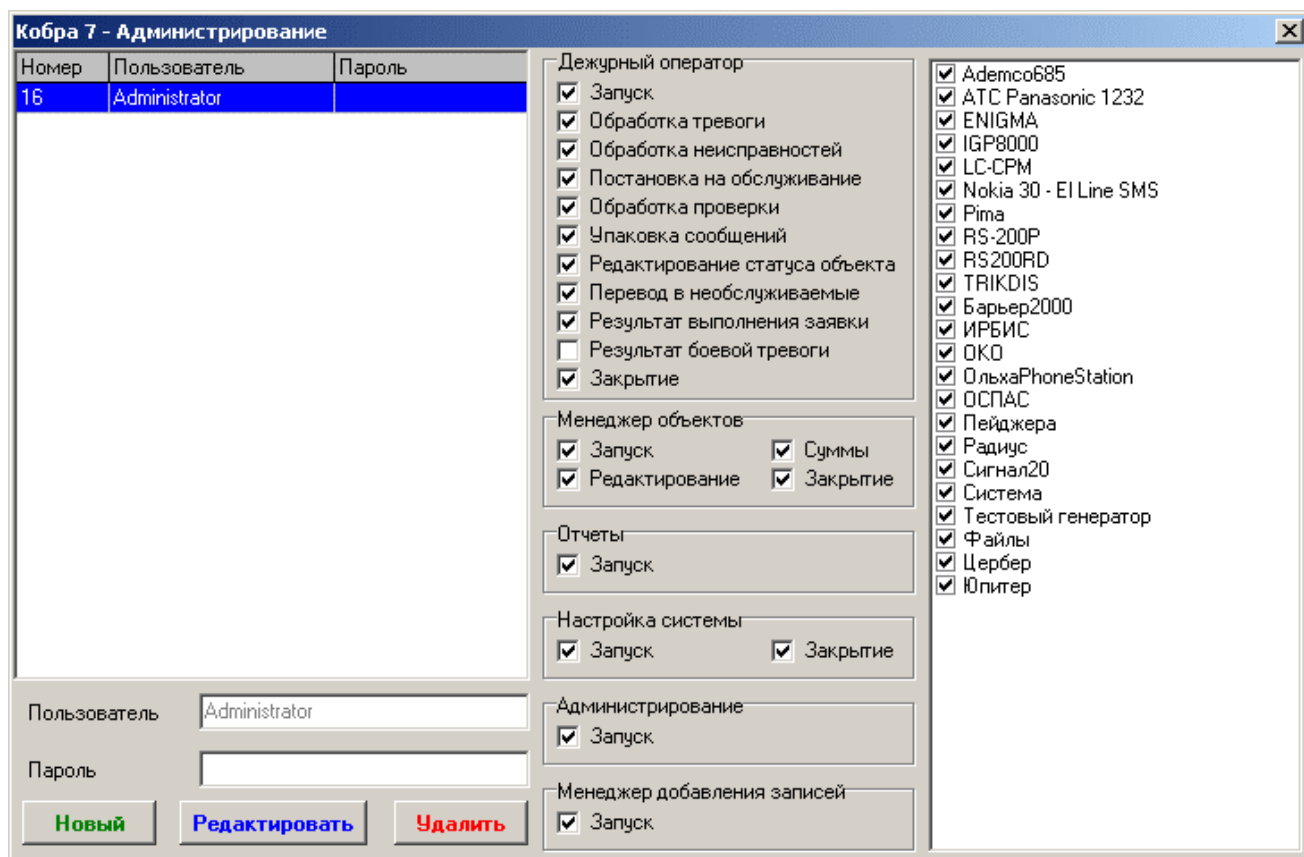 Кобра 7 - Администрирование
Номер Пользователь Пароль
16 Administrator
Пользователь Administrator
Пароль
Новый Редактировать Удалить
Дежурный оператор
Запуск
Обработка тревоги
Обработка неисправностей
Постановка на обслуживание
Обработка проверки
Упаковка сообщений
Редактирование статуса объекта
Перевод в необслуживаемые
Результат выполнения заявки
Результат боевой тревоги
Закрытие
Менеджер объектов
Запуск Суммы
Редактирование Закрытие
Отчеты
Запуск
Настройка системы
Запуск Закрытие
Администрирование
Запуск
Менеджер добавления записей
Запуск
Ademco685
ATC Panasonic 1232
ENIGMA
IGP8000
LC-CPM
Nokia 30 - El Line SMS
Pima
RS-200P
RS200RD
TRIKDIS
Барьер2000
ИРБИС
ОКО
ОльхаPhoneStation
ОСПАС
Пейджера
Радиус
Сигнал20
Система
Тестовый генератор
Файлы
Цербер
Юпитер